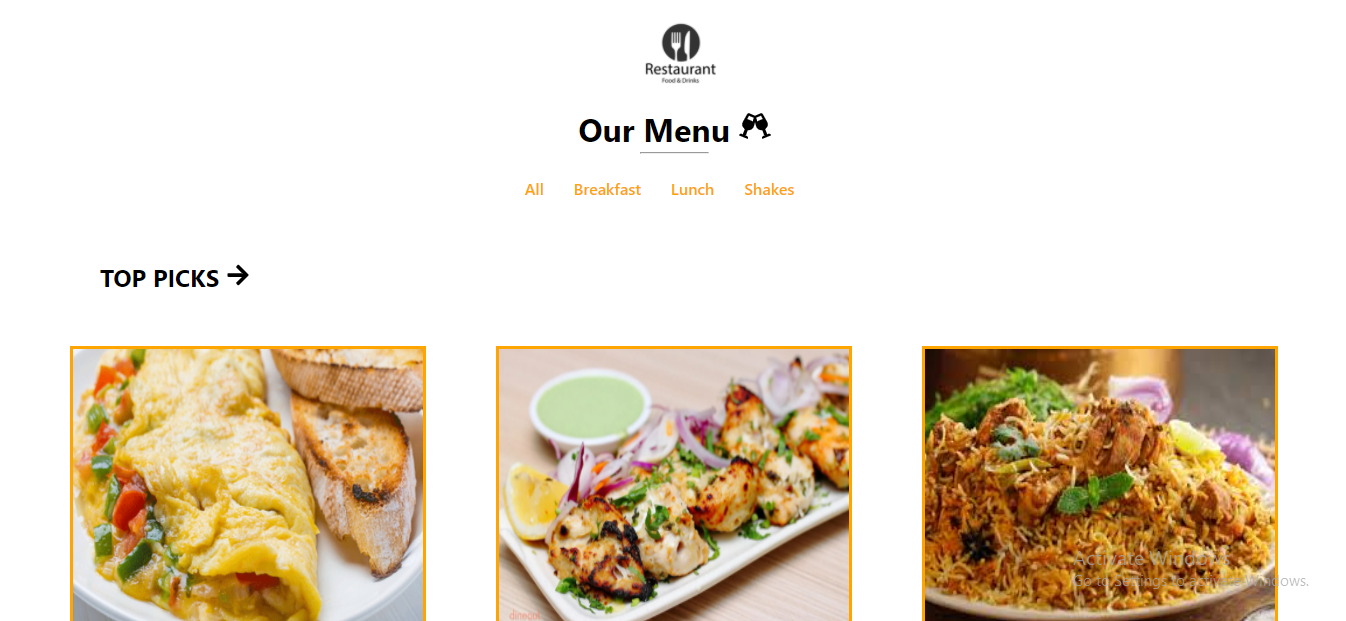 Restaurant
Food & Drinks
Our Menu
All Breakfast Lunch Shakes
TOP PICKS
Activate Windows
Go to Settings to activate Windows.